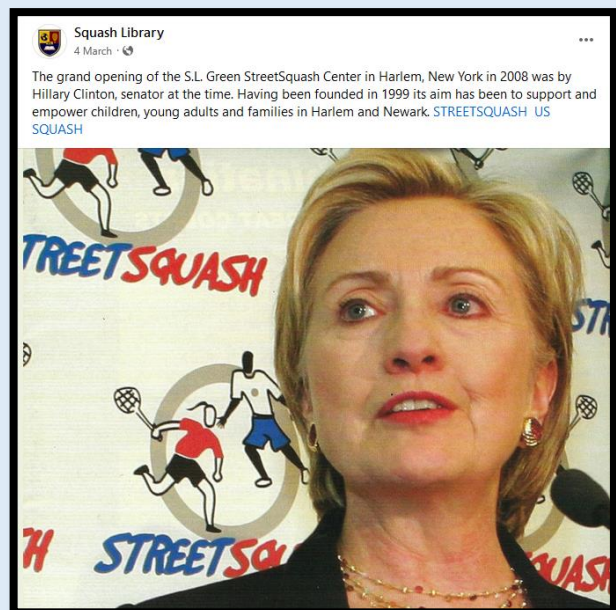 Squash Library
4 March
The grand opening of the S.L. Green StreetSquash Center in Harlem, New York in 2008 was by
Hillary Clinton, senator at the time. Having been founded in 1999 its aim has been to support and
empower children, young adults and families in Harlem and Newark. STREETSQUASH US
SQUASH
TREETSQUASH
ST
H STREETSQU UASH